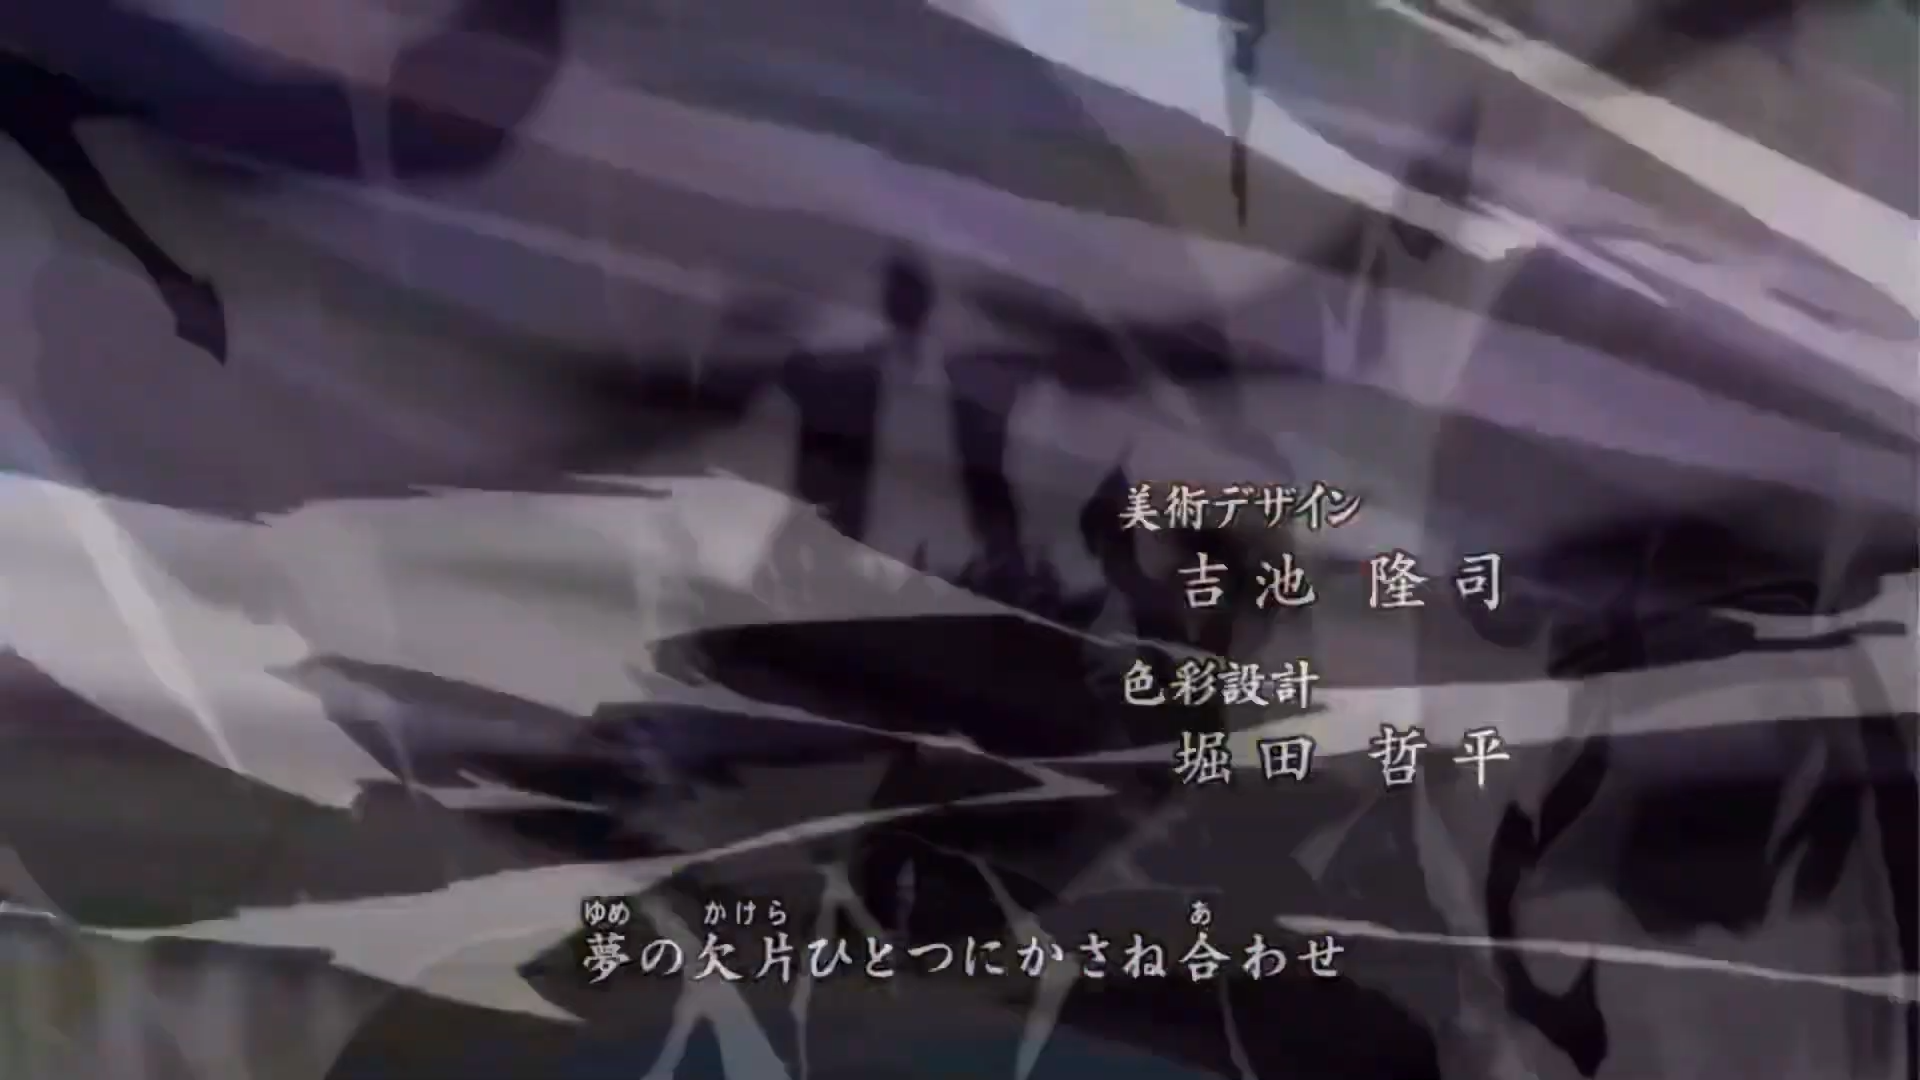 美術デザイン
吉池 隆司
色彩設計
堀田 哲平
ゆめ かけら あ
夢の欠片ひとつにかさね合わせ